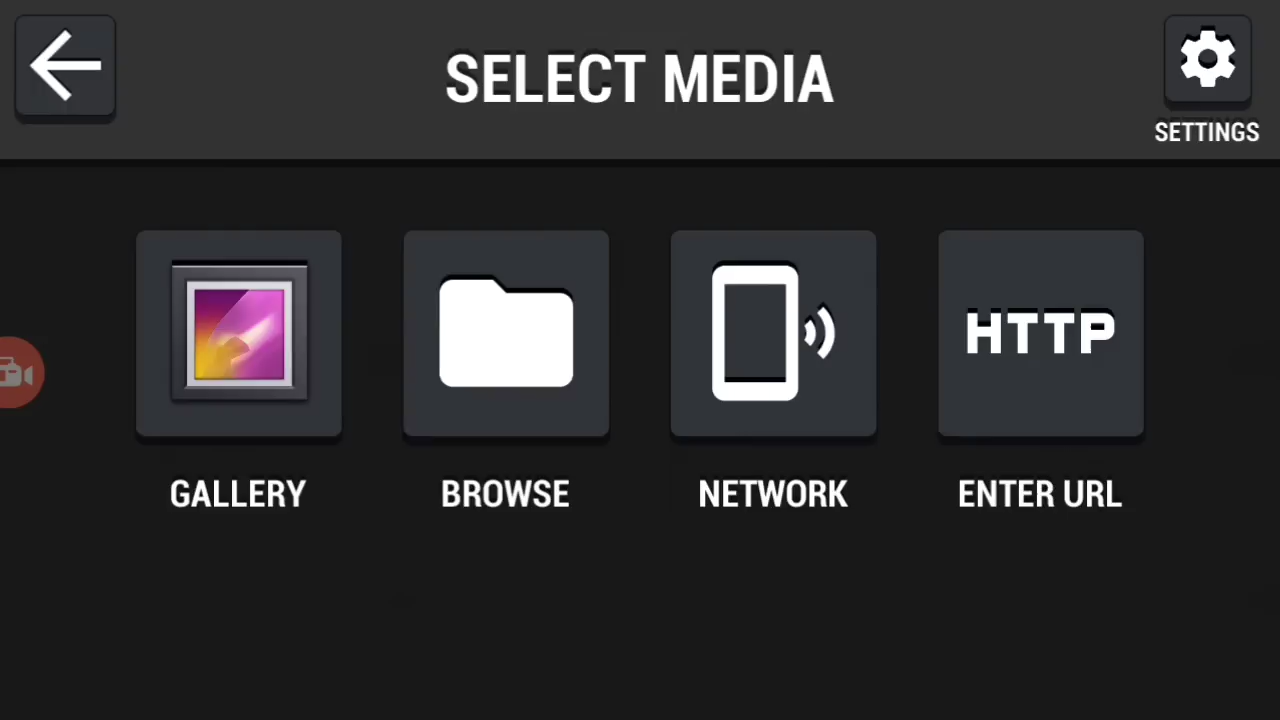 SELECT MEDIA
SETTINGS
HTTP
GALLERY
BROWSE
NETWORK
ENTER URL